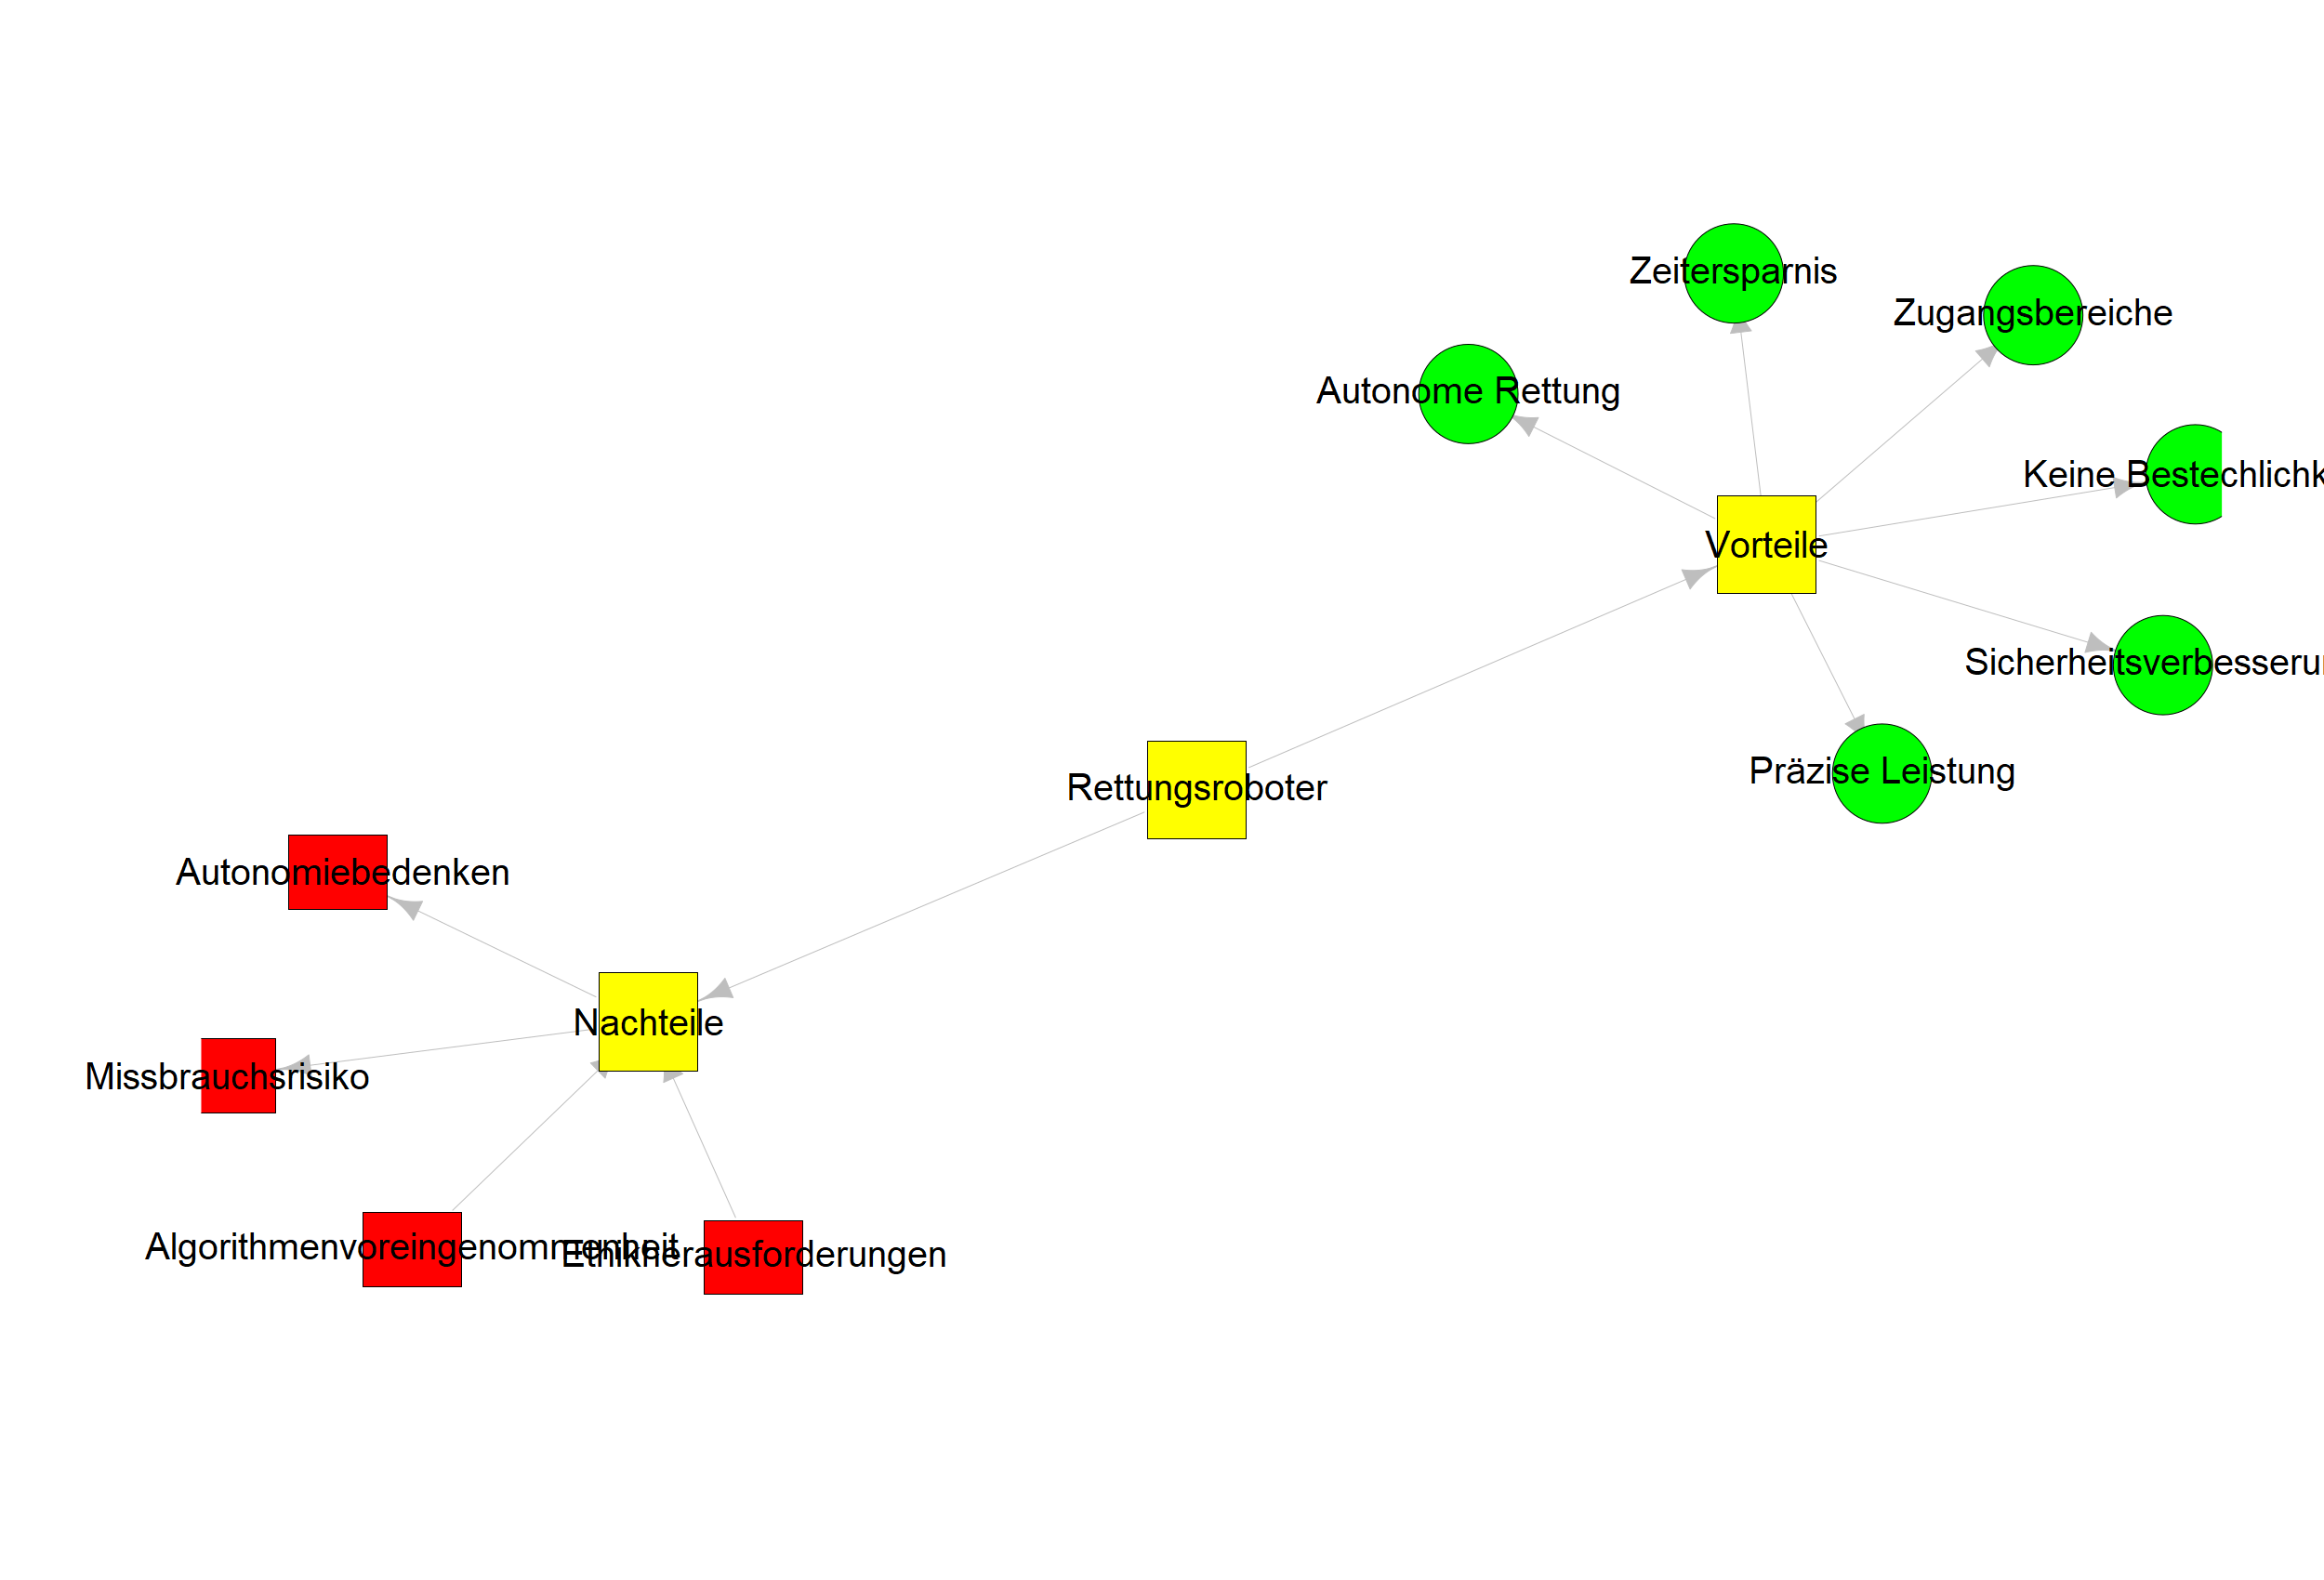 Zeitersparnis
Zugangsbereiche
Autonome Rettung
Keine Bestechlichk
Vorteile
Sicherheitsverbesseru
Präzise Leistung
Rettungsroboter
Autonomiebedenken
Nachteile
Missbrauchsrisiko
Algorithmenvoreingenommenheit
Ethikherausforderungen